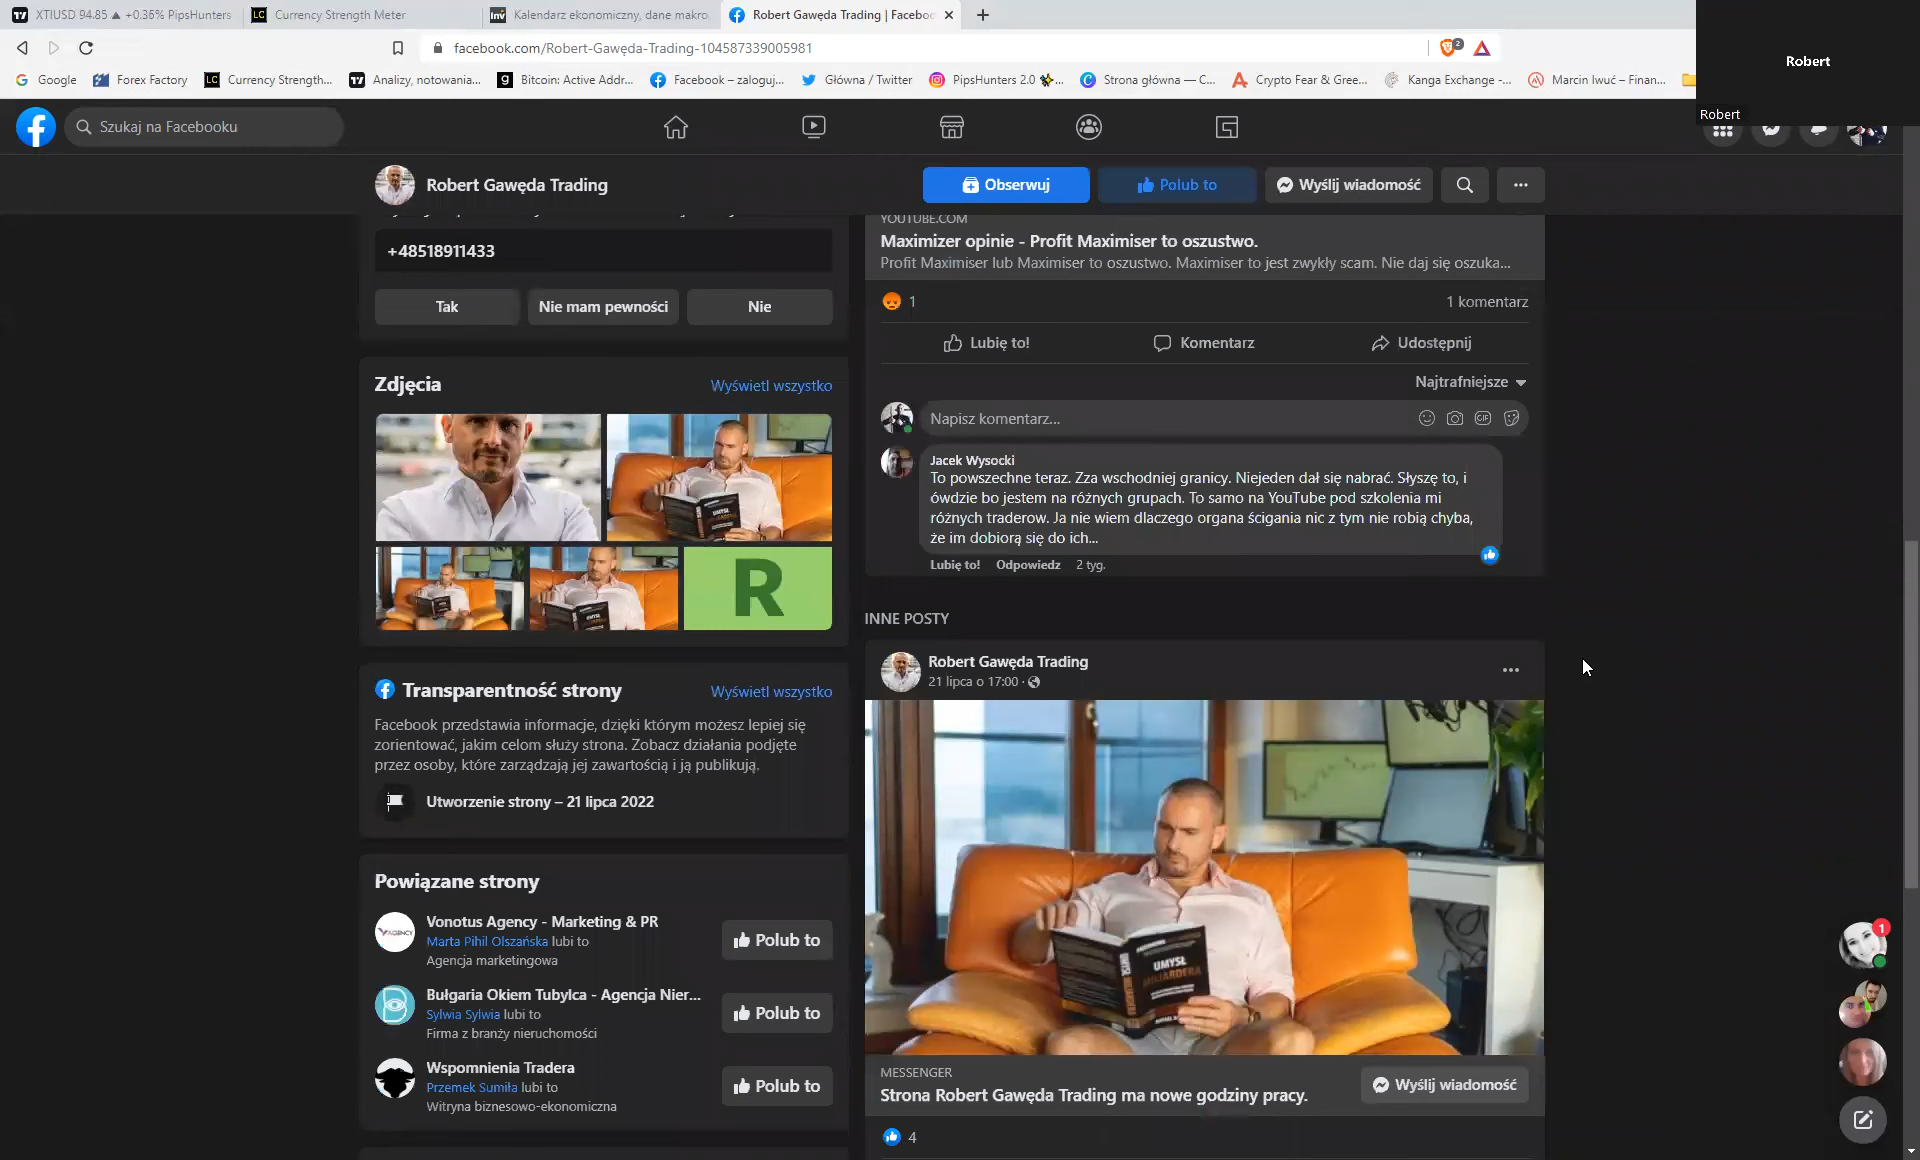 XTIUSD 94.85 ▲ +0.36% PipsHunters
Currency Strength Meter
Kalendarz ekonomiczny, dane makro
Robert Gawęda Trading | Faceboo
facebook.com/Robert-Gawęda-Trading-104587339005981
2
Google
Forex Factory
Currency Strength...
Analizy, notowania...
Bitcoin: Active Addr...
Facebook – zaloguj...
Główna / Twitter
PipsHunters 2.0
Strona główna — C...
Crypto Fear & Gree...
Kanga Exchange -...
Marcin Iwuć – Finan...
Robert
Robert
Szukaj na Facebooku
Robert Gawęda Trading
Obserwuj
Polub to
Wyślij wiadomość
+48518911433
Tak
Nie mam pewności
Nie
Zdjęcia
Wyświetl wszystko
R
Transparentność strony
Wyświetl wszystko
Facebook przedstawia informacje, dzięki którym możesz lepiej się
zorientować, jakim celom służy strona. Zobacz działania podjęte
przez osoby, które zarządzają jej zawartością i ją publikują.
Utworzenie strony – 21 lipca 2022
Powiązane strony
Vonotus Agency - Marketing & PR
Marta Pihil Olszańska lubi to
Agencja marketingowa
Polub to
Bułgaria Okiem Tubylca - Agencja Nier...
Sylwia Sylwia lubi to
Firma z branży nieruchomości
Polub to
Wspomnienia Tradera
Przemek Sumiła lubi to
Witryna biznesowo-ekonomiczna
Polub to
YOUTUBE.COM
Maximizer opinie - Profit Maximiser to oszustwo.
Profit Maximiser lub Maximiser to oszustwo. Maximiser to jest zwykły scam. Nie daj się oszuka...
1
1 komentarz
Lubię to!
Komentarz
Udostępnij
Najtrafniejsze
Napisz komentarz...
GIF
Jacek Wysocki
To powszechne teraz. Zza wschodniej granicy. Niejeden dał się nabrać. Słyszę to, i
ówdzie bo jestem na różnych grupach. To samo na YouTube pod szkolenia mi
różnych traderow. Ja nie wiem dlaczego organa ścigania nic z tym nie robią chyba,
że im dobiorą się do ich...
Lubię to! Odpowiedz 2 tyg.
INNE POSTY
Robert Gawęda Trading
21 lipca o 17:00 ·
UMYSŁ
MILIARDERA
MESSENGER
Strona Robert Gawęda Trading ma nowe godziny pracy.
Wyślij wiadomość
4
1